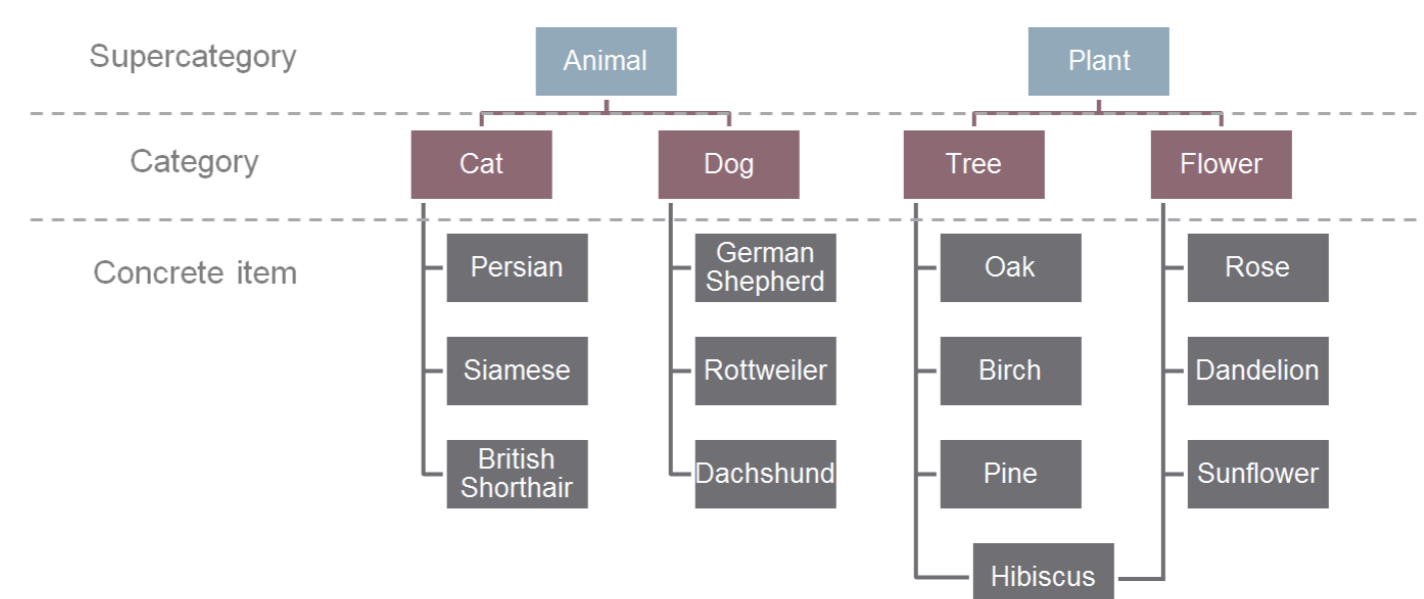 Supercategory
Animal
Plant
Category
Cat
Dog
Tree
Flower
Concrete item
Persian
German
Shepherd
Oak
Rose
Siamese
Rottweiler
Birch
Dandelion
British
Shorthair
Dachshund
Pine
Sunflower
Hibiscus